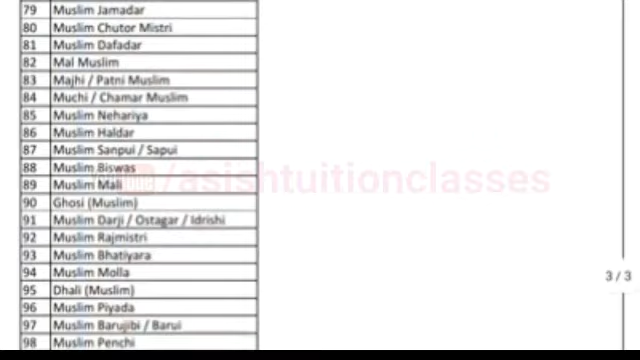 79 Muslim Jamadar
80 Muslim Chutor Mistri
81 Muslim Dafadar
82 Mal Muslim
83 Majhi / Patni Muslim
84 Muchi / Chamar Muslim
85 Muslim Nehariya
86 Muslim Haldar
87 Muslim Sanpui / Sapui
88 Muslim Biswas
89 Muslim Mali
/asishtuitionclasses
90 Ghosi (Muslim)
91 Muslim Darji / Ostagar / Idrishi
92 Muslim Rajmistri
93 Muslim Bhatiyara
94 Muslim Molla
3 / 3
95 Dhali (Muslim)
96 Muslim Piyada
97 Muslim Barujibi / Barui
98 Muslim Penchi